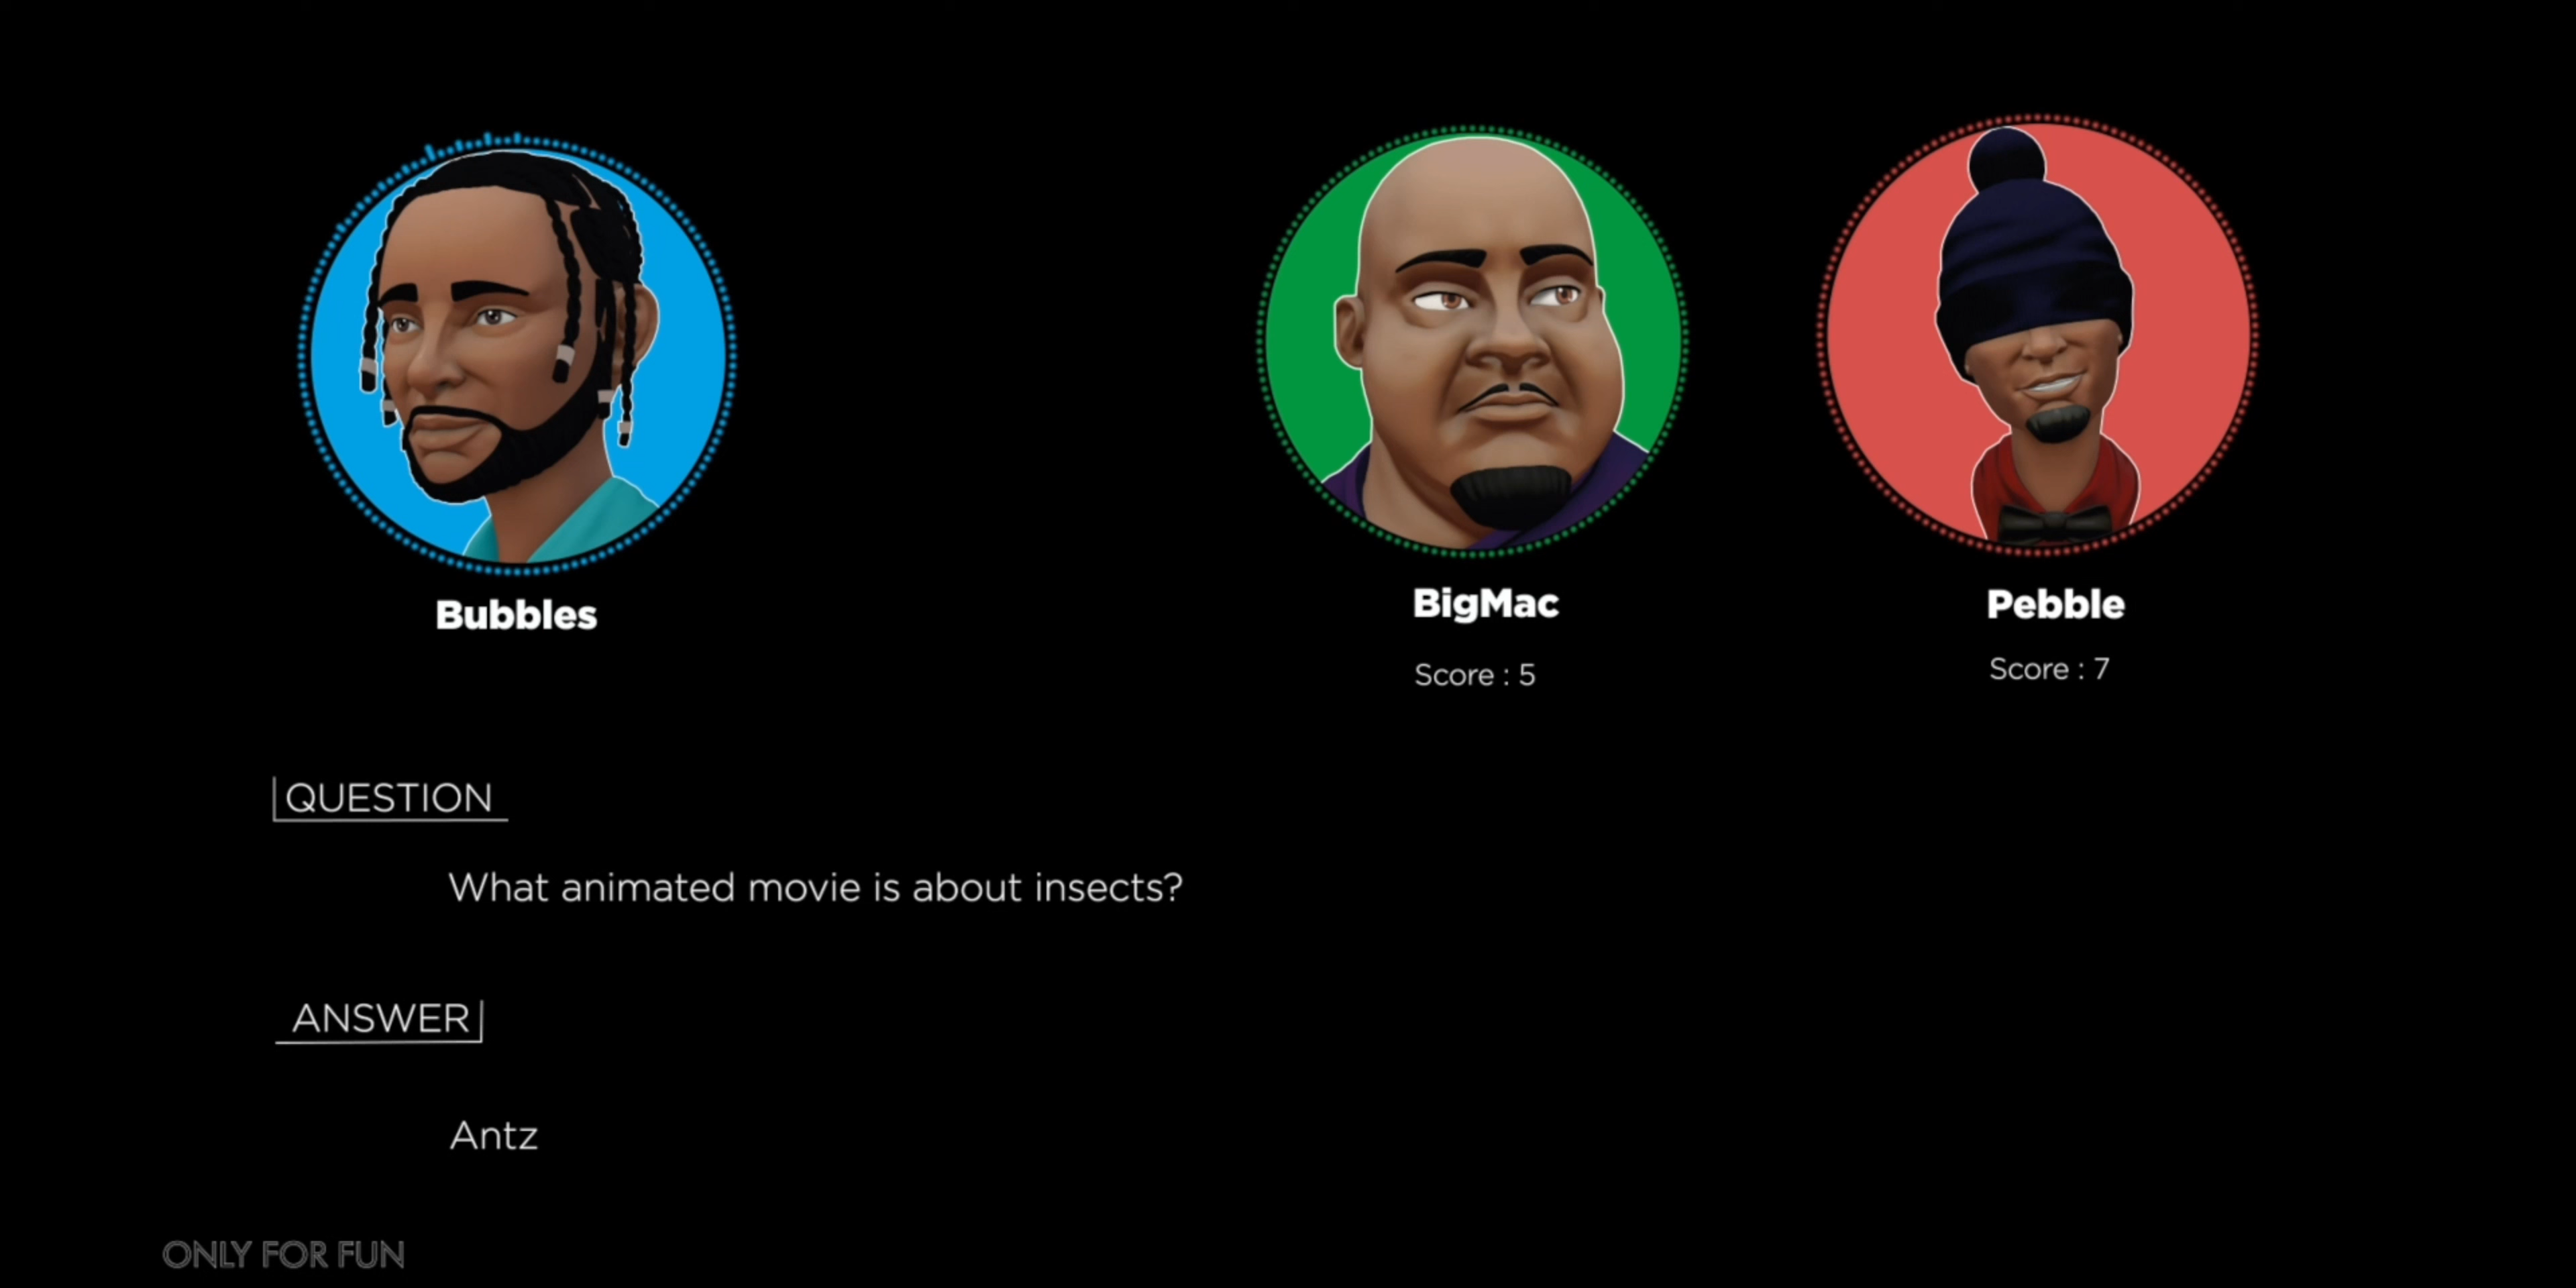 Bubbles
BigMac
Pebble
Score : 5
Score : 7
QUESTION
What animated movie is about insects?
ANSWER
Antz
ONLY FOR FUN